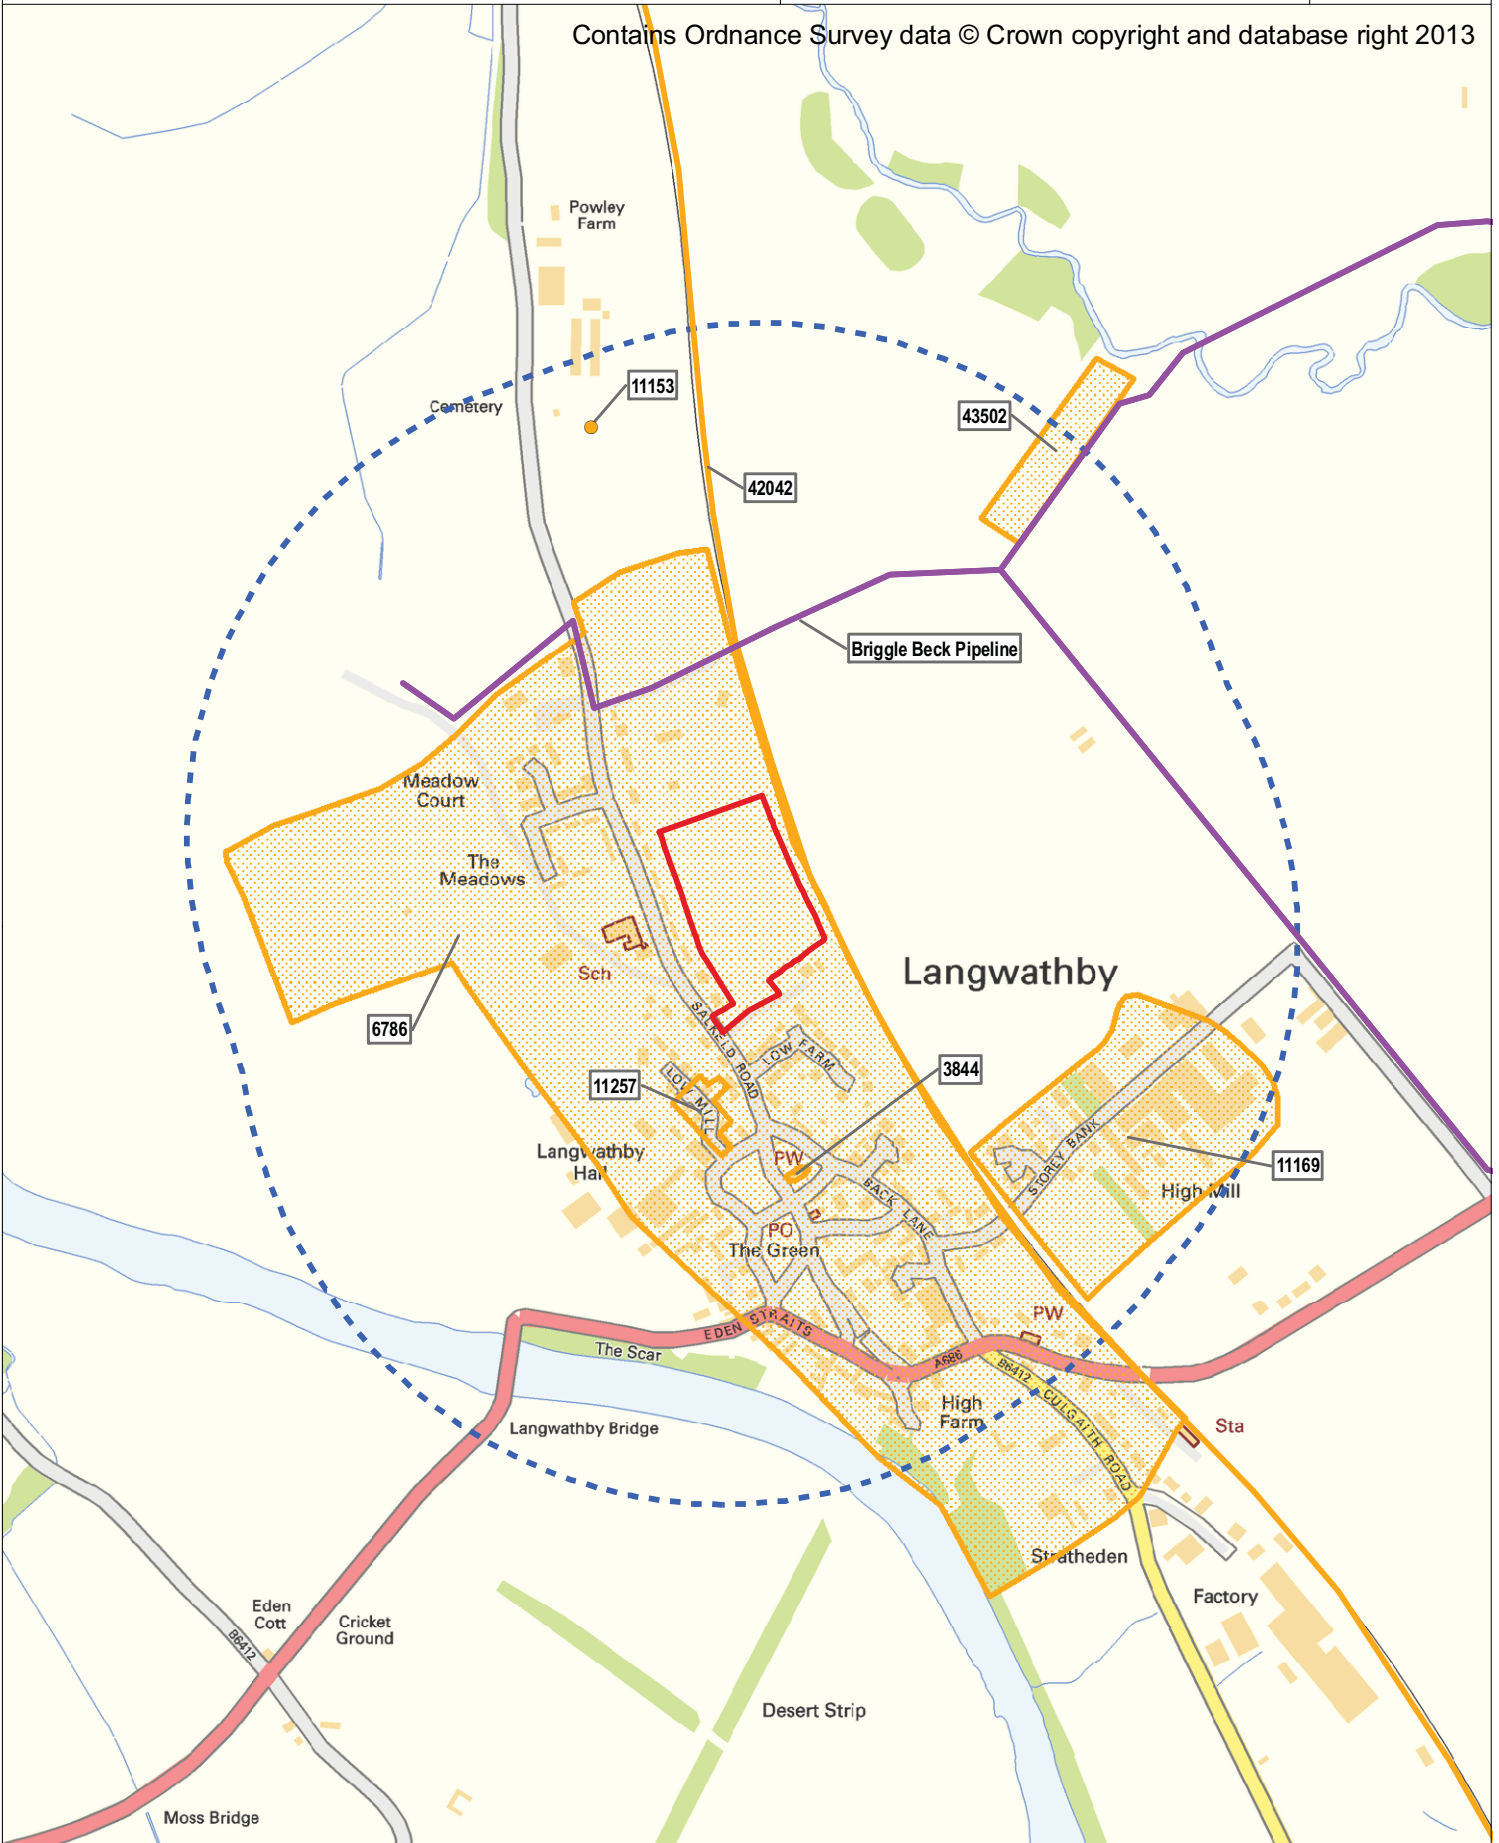 Contains Ordnance Survey data © Crown copyright and database right 2013
Powley
Farm
11153
Cemetery
43502
42042
Briggle Beck Pipeline
Meadow
Court
The
Meadows
Sch
Langwathby
6786
SALKELD ROAD
LOW FARM
3844
11257
LOW MILL
Langwathby
Hall
PW
BACK LANE
STOREY BANK
11169
High Mill
PO
The Green
PW
EDEN STRAITS
The Scar
A686
B6412 CULGAITH ROAD
High
Farm
Sta
Langwathby Bridge
Stratheden
Factory
Eden
Cott
Cricket
Ground
B6412
Desert Strip
Moss Bridge